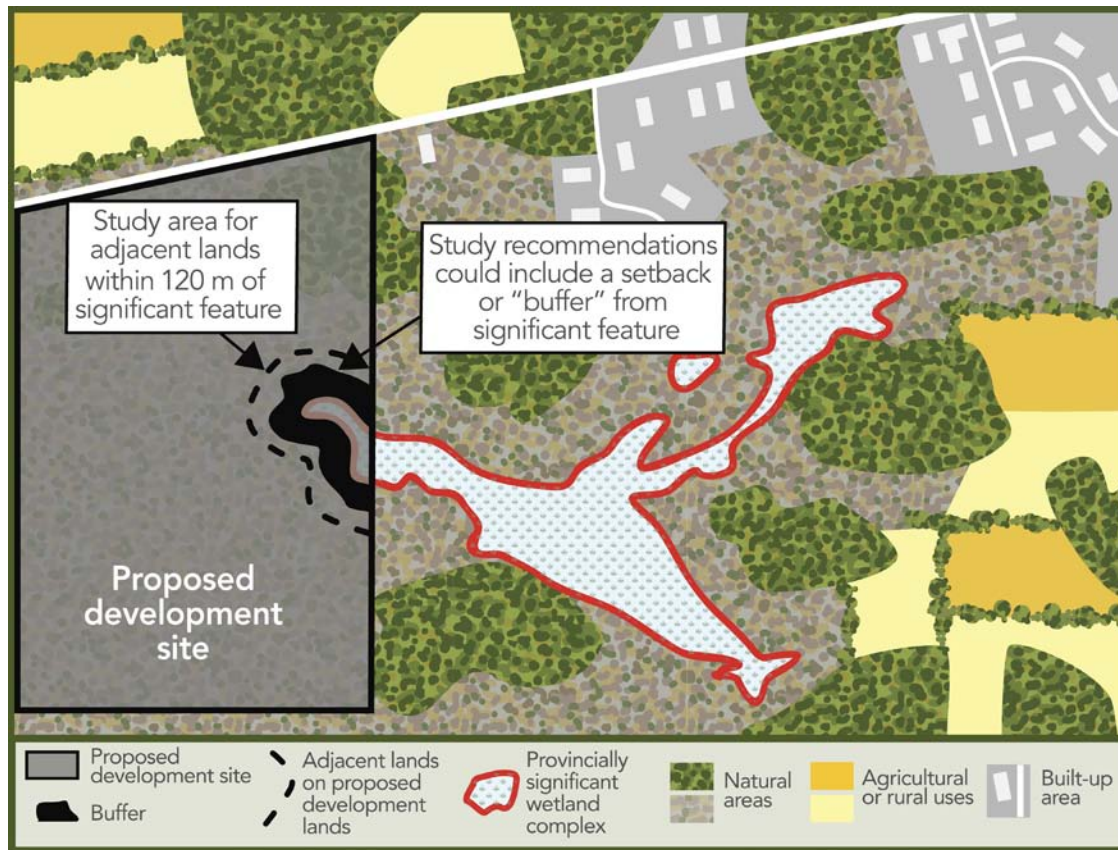 Study area for
adjacent lands
within 120 m of
significant feature
Study recommendations
could include a setback
or “buffer” from
significant feature
Proposed
development
site
Proposed
development site
Buffer
Adjacent lands
on proposed
development
lands
Provincially
significant
wetland
complex
Natural
areas
Agricultural
or rural uses
Built-up
area